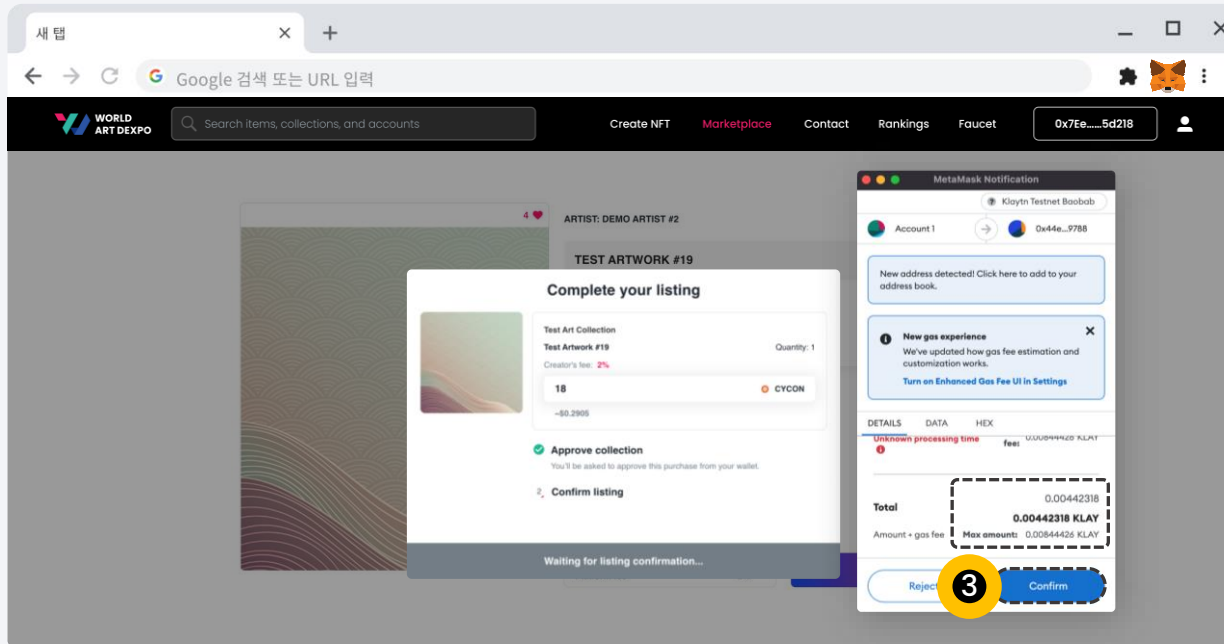 새 탭
Google 검색 또는 URL 입력
WORLD
ART DEXPO
Search items, collections, and accounts
Create NFT
Marketplace
Contact
Rankings
Faucet
0x7Ee......5d218
4
ARTIST: DEMO ARTIST #2
TEST ARTWORK #19
Complete your listing
Test Art Collection
Test Artwork #19
Quantity: 1
Creator's fee: 2%
18
CYCON
~$0.2905
Approve collection
You'll be asked to approve this purchase from your wallet.
2. Confirm listing
Waiting for listing confirmation...
MetaMask Notification
Klaytn Testnet Baobab
Account 1
0x44e...9788
New address detected! Click here to add to your
address book.
New gas experience
We've updated how gas fee estimation and
customization works.
Turn on Enhanced Gas Fee UI in Settings
DETAILS
DATA
HEX
Unknown processing time
fee: 0.00844426 KLAY
0.00442318
Total
0.00442318 KLAY
Amount + gas fee
Max amount: 0.00844426 KLAY
Reject
3
Confirm